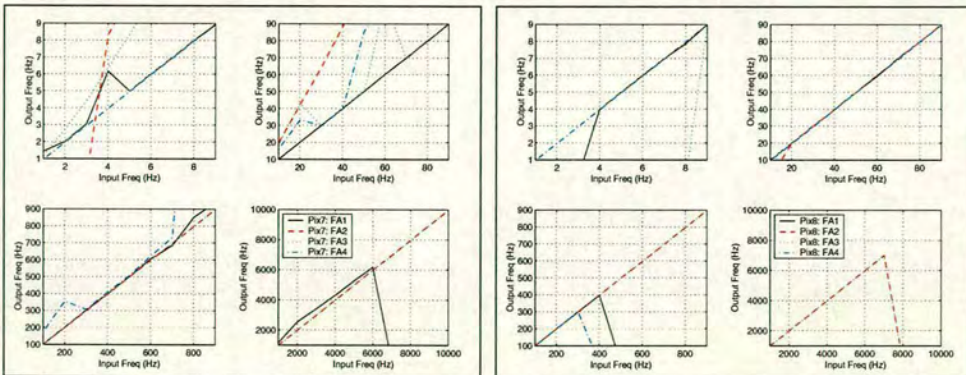 Output Freq (Hz)
9
8
7
6
5
4
3
2
1
2 4 6 8
Input Freq (Hz)
Output Freq (Hz)
90
80
70
60
50
40
30
20
10
20 40 60 80
Input Freq (Hz)
Output Freq (Hz)
900
800
700
600
500
400
300
200
100
200 400 600 800
Input Freq (Hz)
Output Freq (Hz)
10000
8000
6000
4000
2000
Pix7: FA1
Pix7: FA2
Pix7: FA3
Pix7: FA4
2000 4000 6000 8000 10000
Input Freq (Hz)
Output Freq (Hz)
9
8
7
6
5
4
3
2
1
2 4 6 8
Input Freq (Hz)
Output Freq (Hz)
90
80
70
60
50
40
30
20
10
20 40 60 80
Input Freq (Hz)
Output Freq (Hz)
900
800
700
600
500
400
300
200
100
200 400 600 800
Input Freq (Hz)
Output Freq (Hz)
10000
8000
6000
4000
2000
Pix8: FA1
Pix8: FA2
Pix8: FA3
Pix8: FA4
2000 4000 6000 8000 10000
Input Freq (Hz)